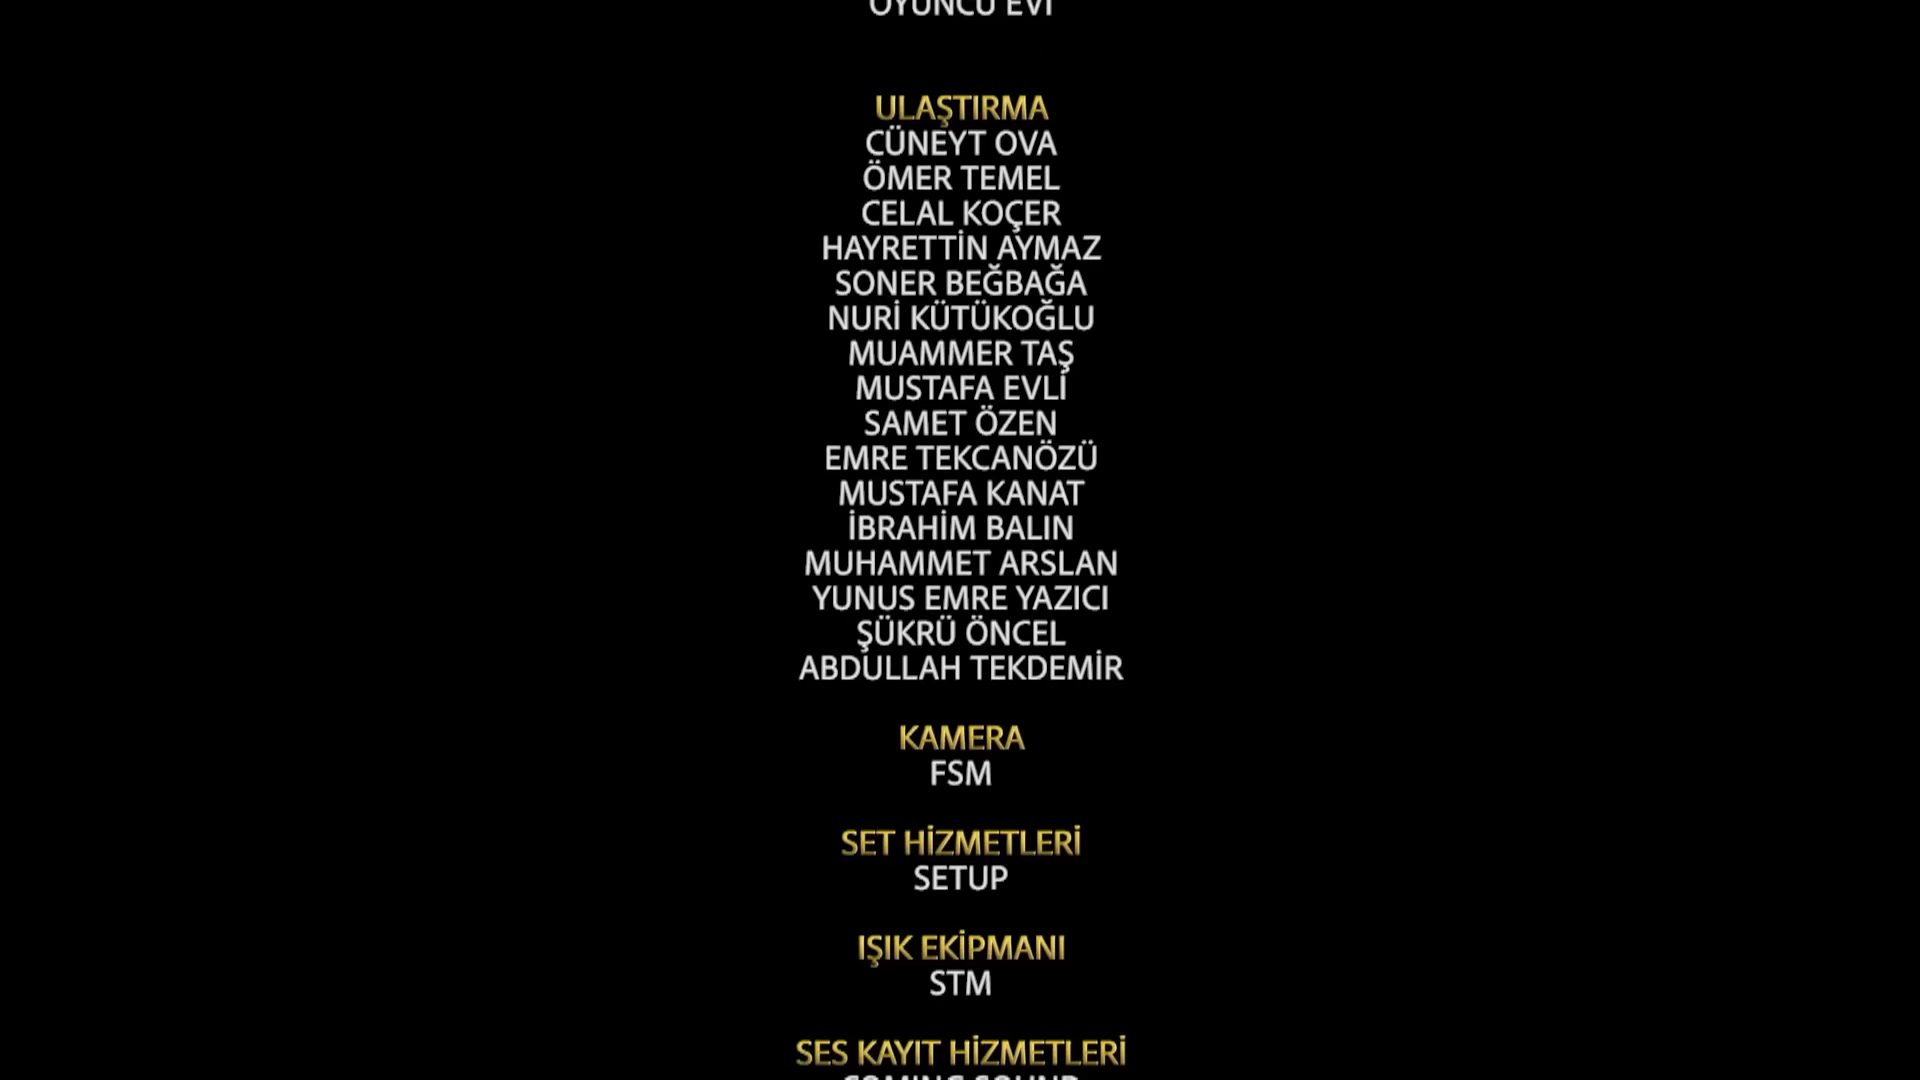 OYUNCU EVİ
ULAŞTIRMA
CÜNEYT OVA
ÖMER TEMEL
CELAL KOÇER
HAYRETTİN AYMAZ
SONER BEĞBAĞA
NURİ KÜTÜKOĞLU
MUAMMER TAŞ
MUSTAFA EVLİ
SAMET ÖZEN
EMRE TEKCANÖZÜ
MUSTAFA KANAT
İBRAHİM BALIN
MUHAMMET ARSLAN
YUNUS EMRE YAZICI
ŞÜKRÜ ÖNCEL
ABDULLAH TEKDEMİR
KAMERA
FSM
SET HİZMETLERİ
SETUP
IŞIK EKİPMANI
STM
SES KAYIT HİZMETLERİ